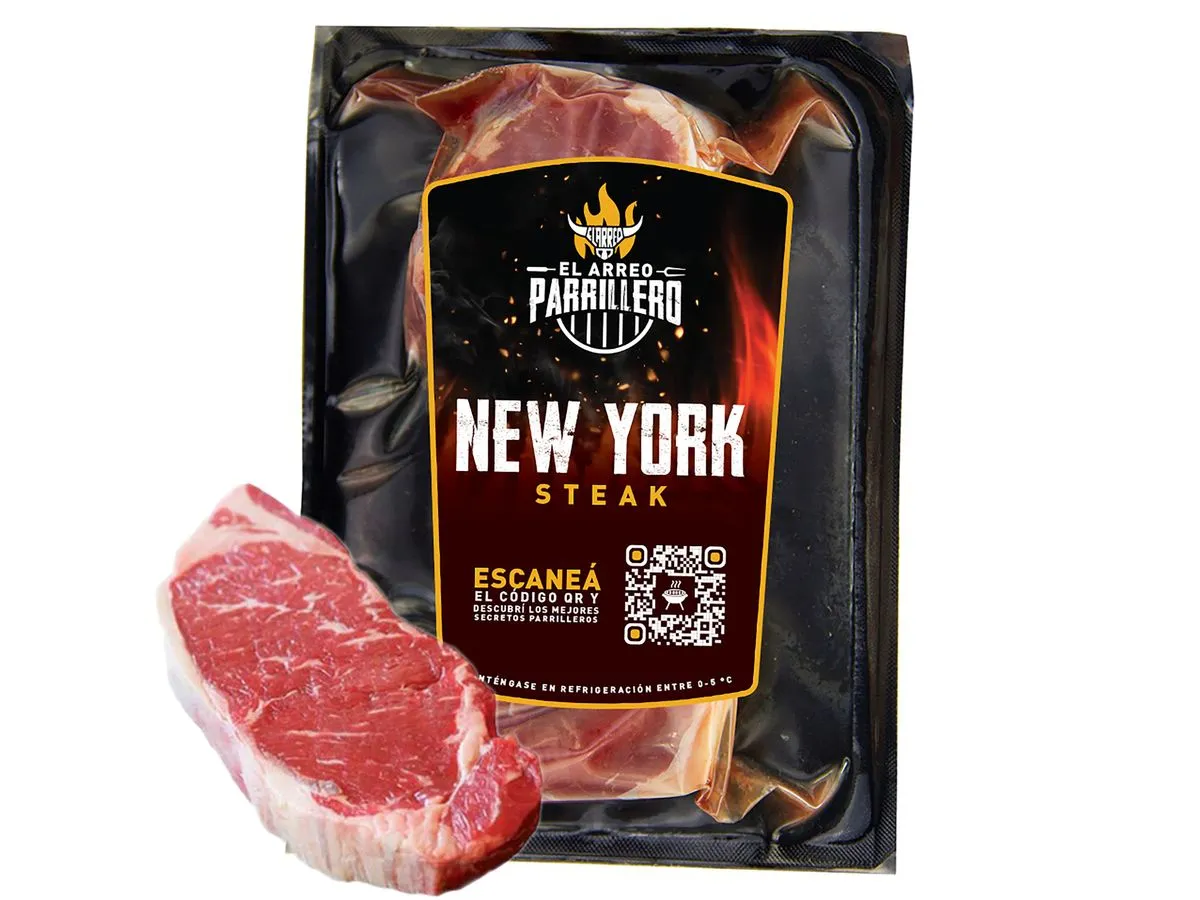 EL ARREO
EL ARREO
PARRILLERO
NEW YORK
STEAK
ESCANEÁ
EL CÓDIGO QR Y
DESCUBRÍ LOS MEJORES
SECRETOS PARRILLEROS
NTÉNGASE EN REFRIGERACIÓN ENTRE 0-5 °C